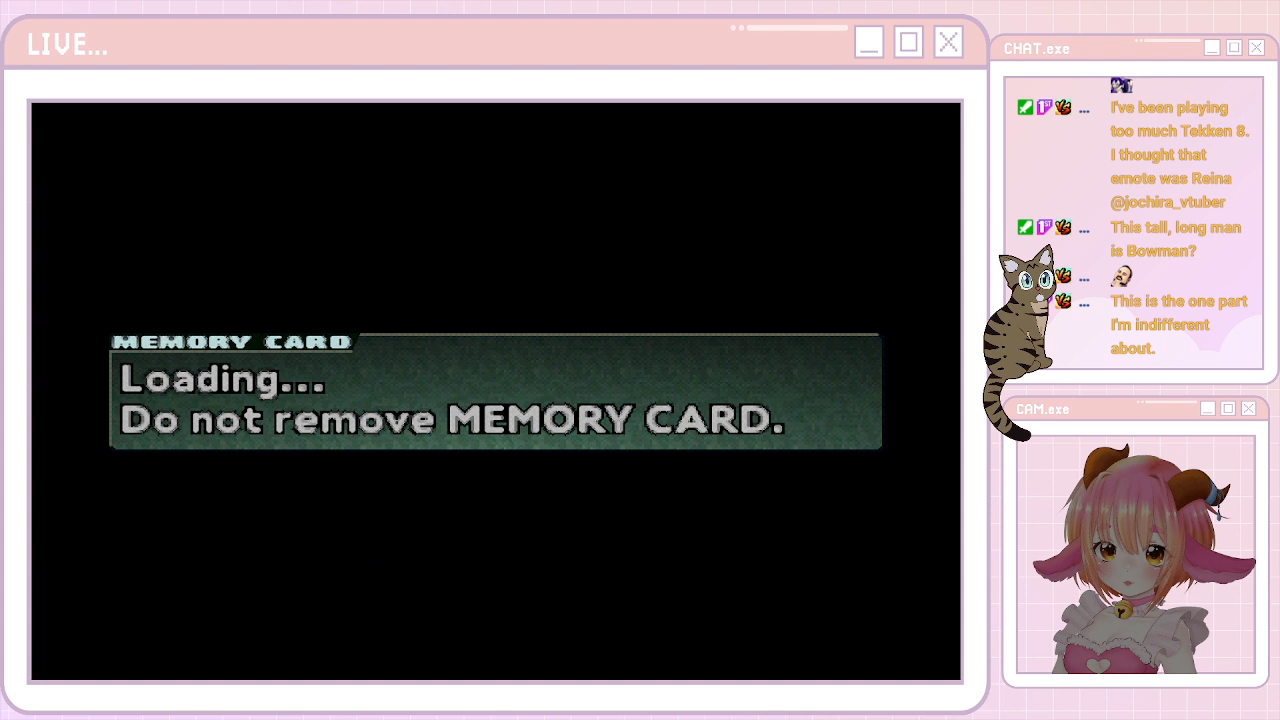 LIVE...
MEMORY CARD
Loading...
Do not remove MEMORY CARD.
CHAT.exe
... I've been playing
too much Tekken 8.
I thought that
emote was Reina
@jochira_vtuber
... This tall, long man
is Bowman?
...
... This is the one part
I'm indifferent
about.
CAM.exe